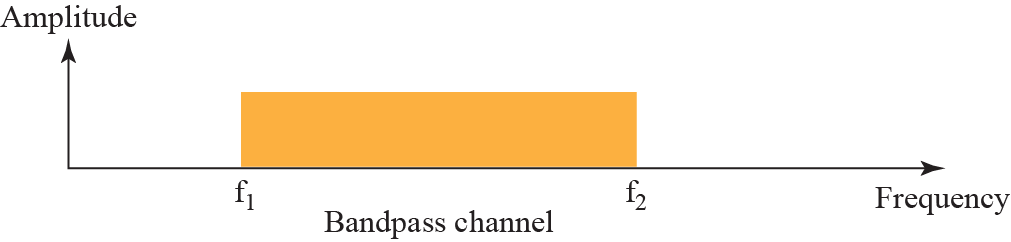 Amplitude
f1
f2
Frequency
Bandpass channel